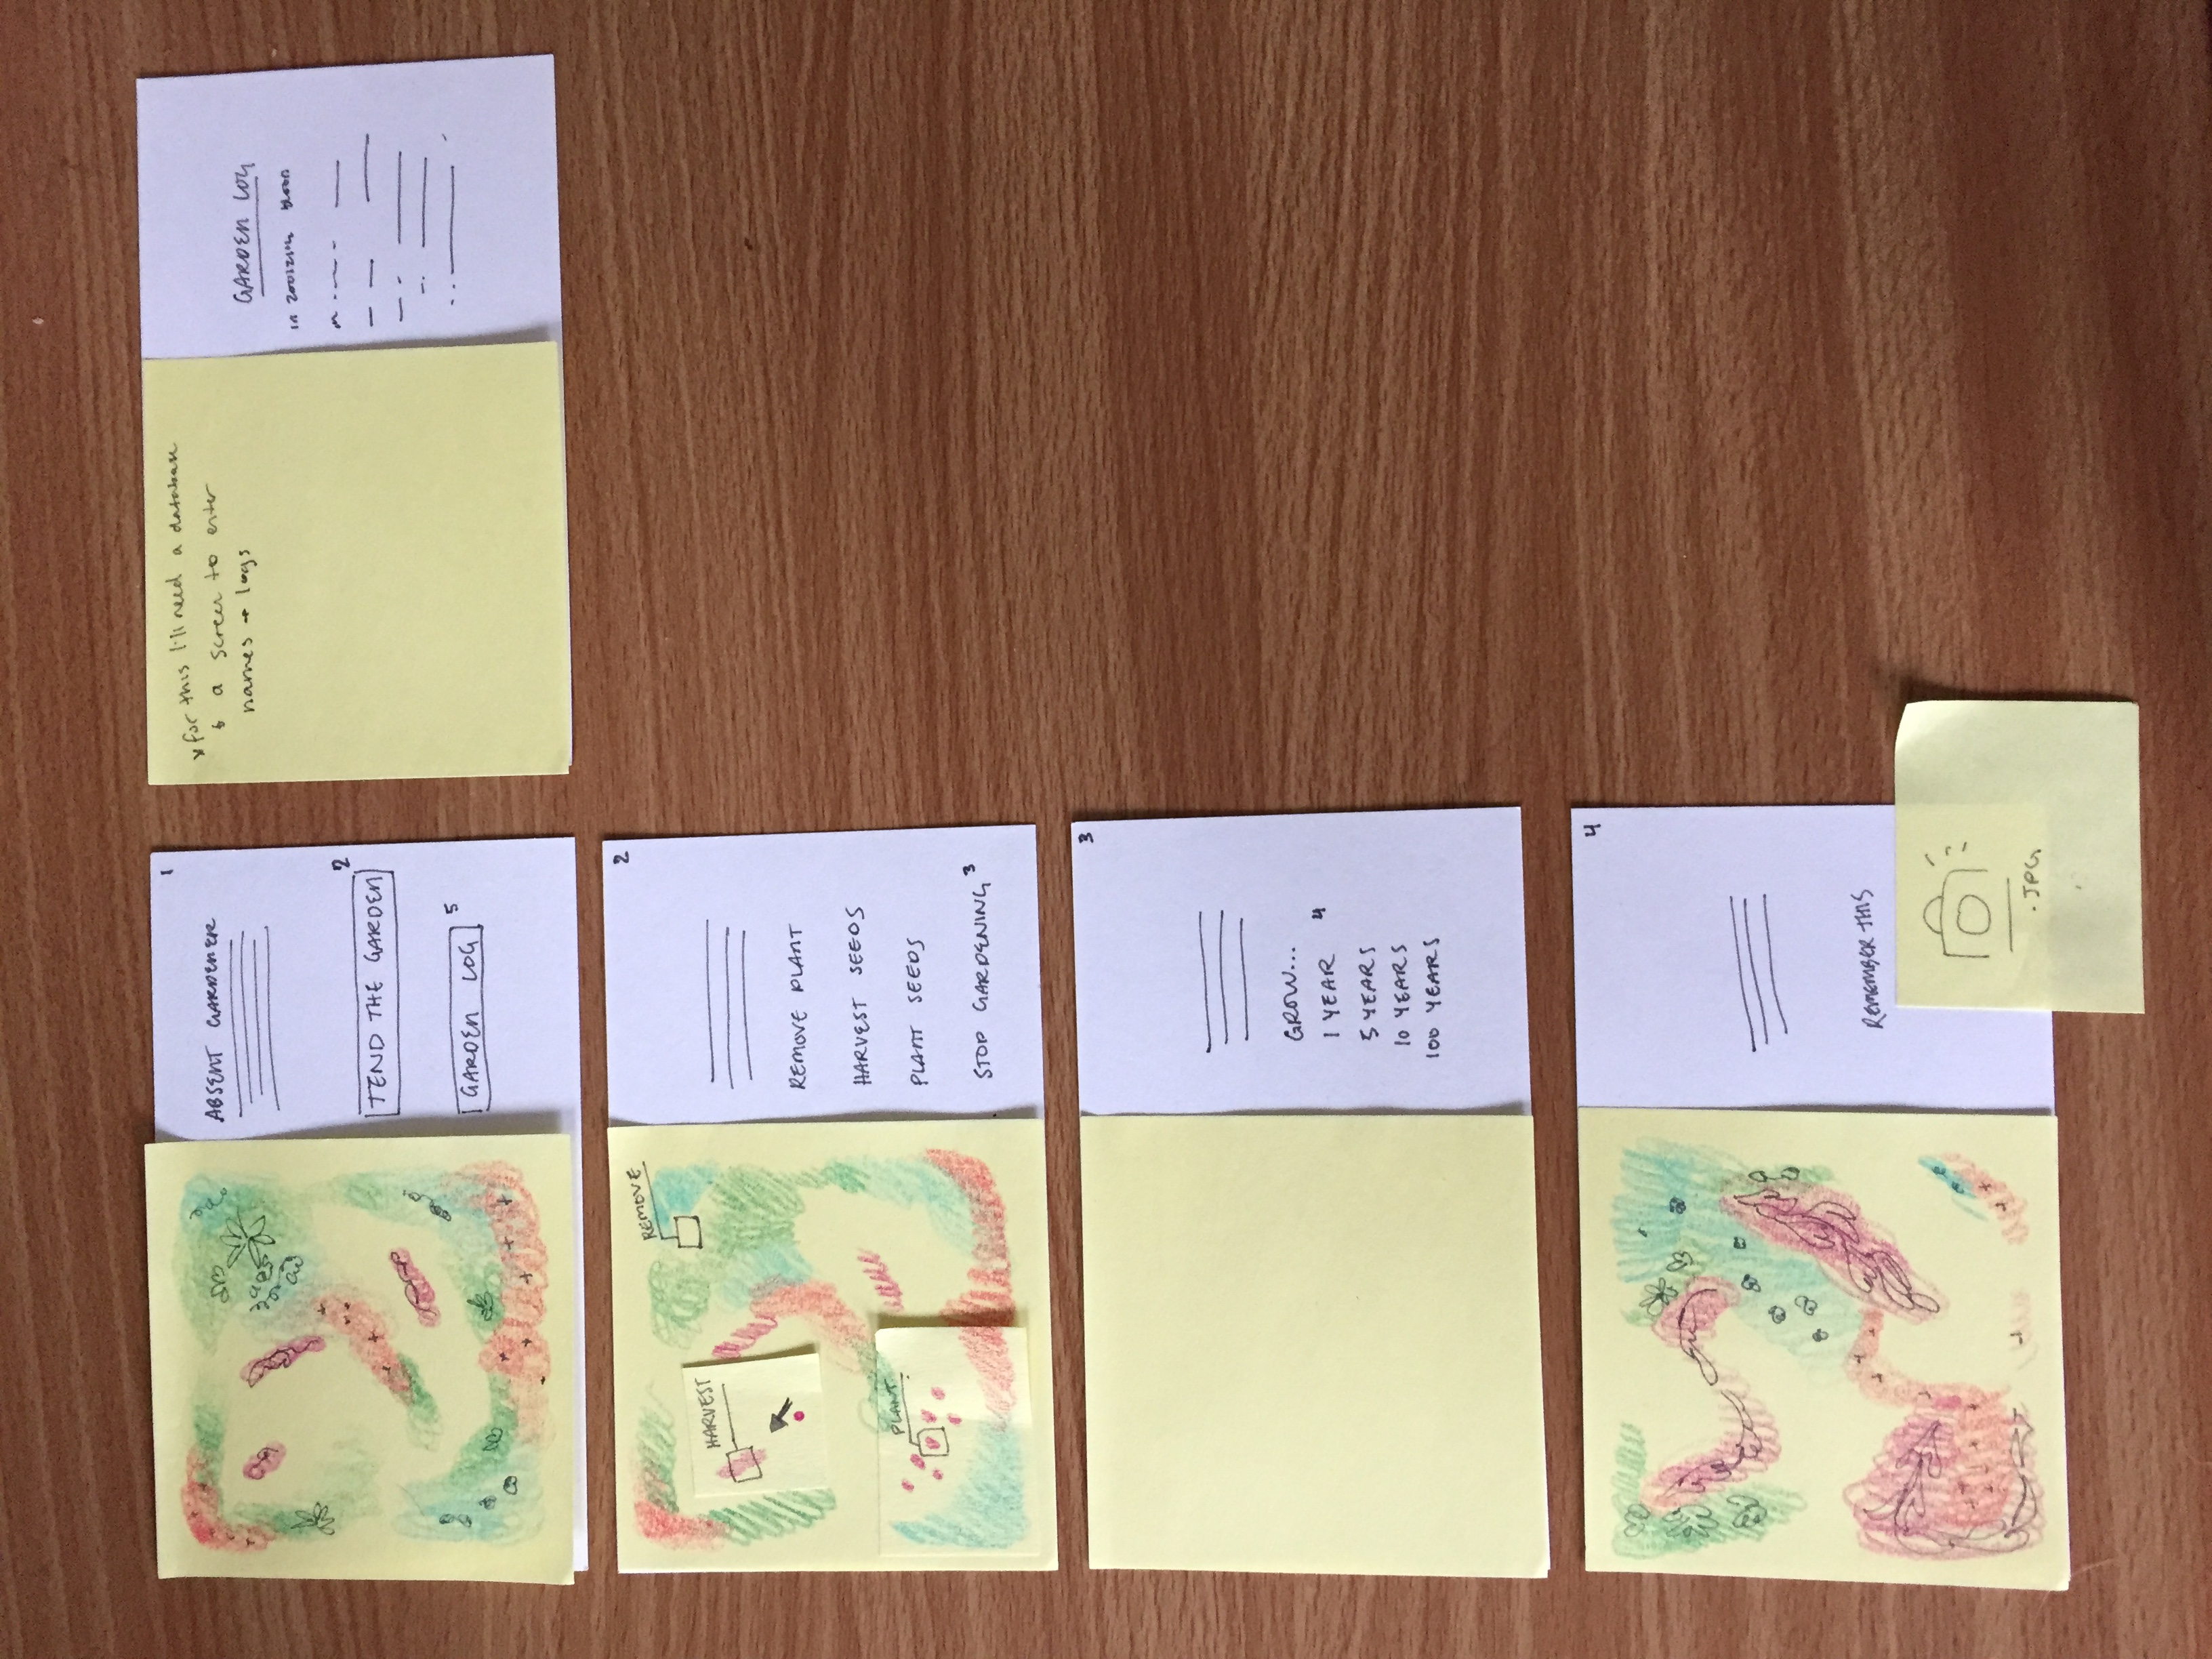 1
ABSENT GARDENER
2
TEND THE GARDEN
5
GARDEN LOG
*for this I'll need a database
& a screen to enter
names + logs
GARDEN LOG
IN
2
REMOVE
HARVEST
PLANT
REMOVE PLANT
HARVEST SEEDS
PLANT SEEDS
STOP GARDENING 3
3
GROW...
1 YEAR 4
5 YEARS
10 YEARS
100 YEARS
4
REMEMBER THIS
.JPG